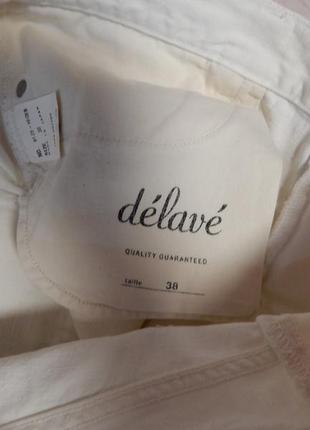 délavé
QUALITY GUARANTEED
taille 38